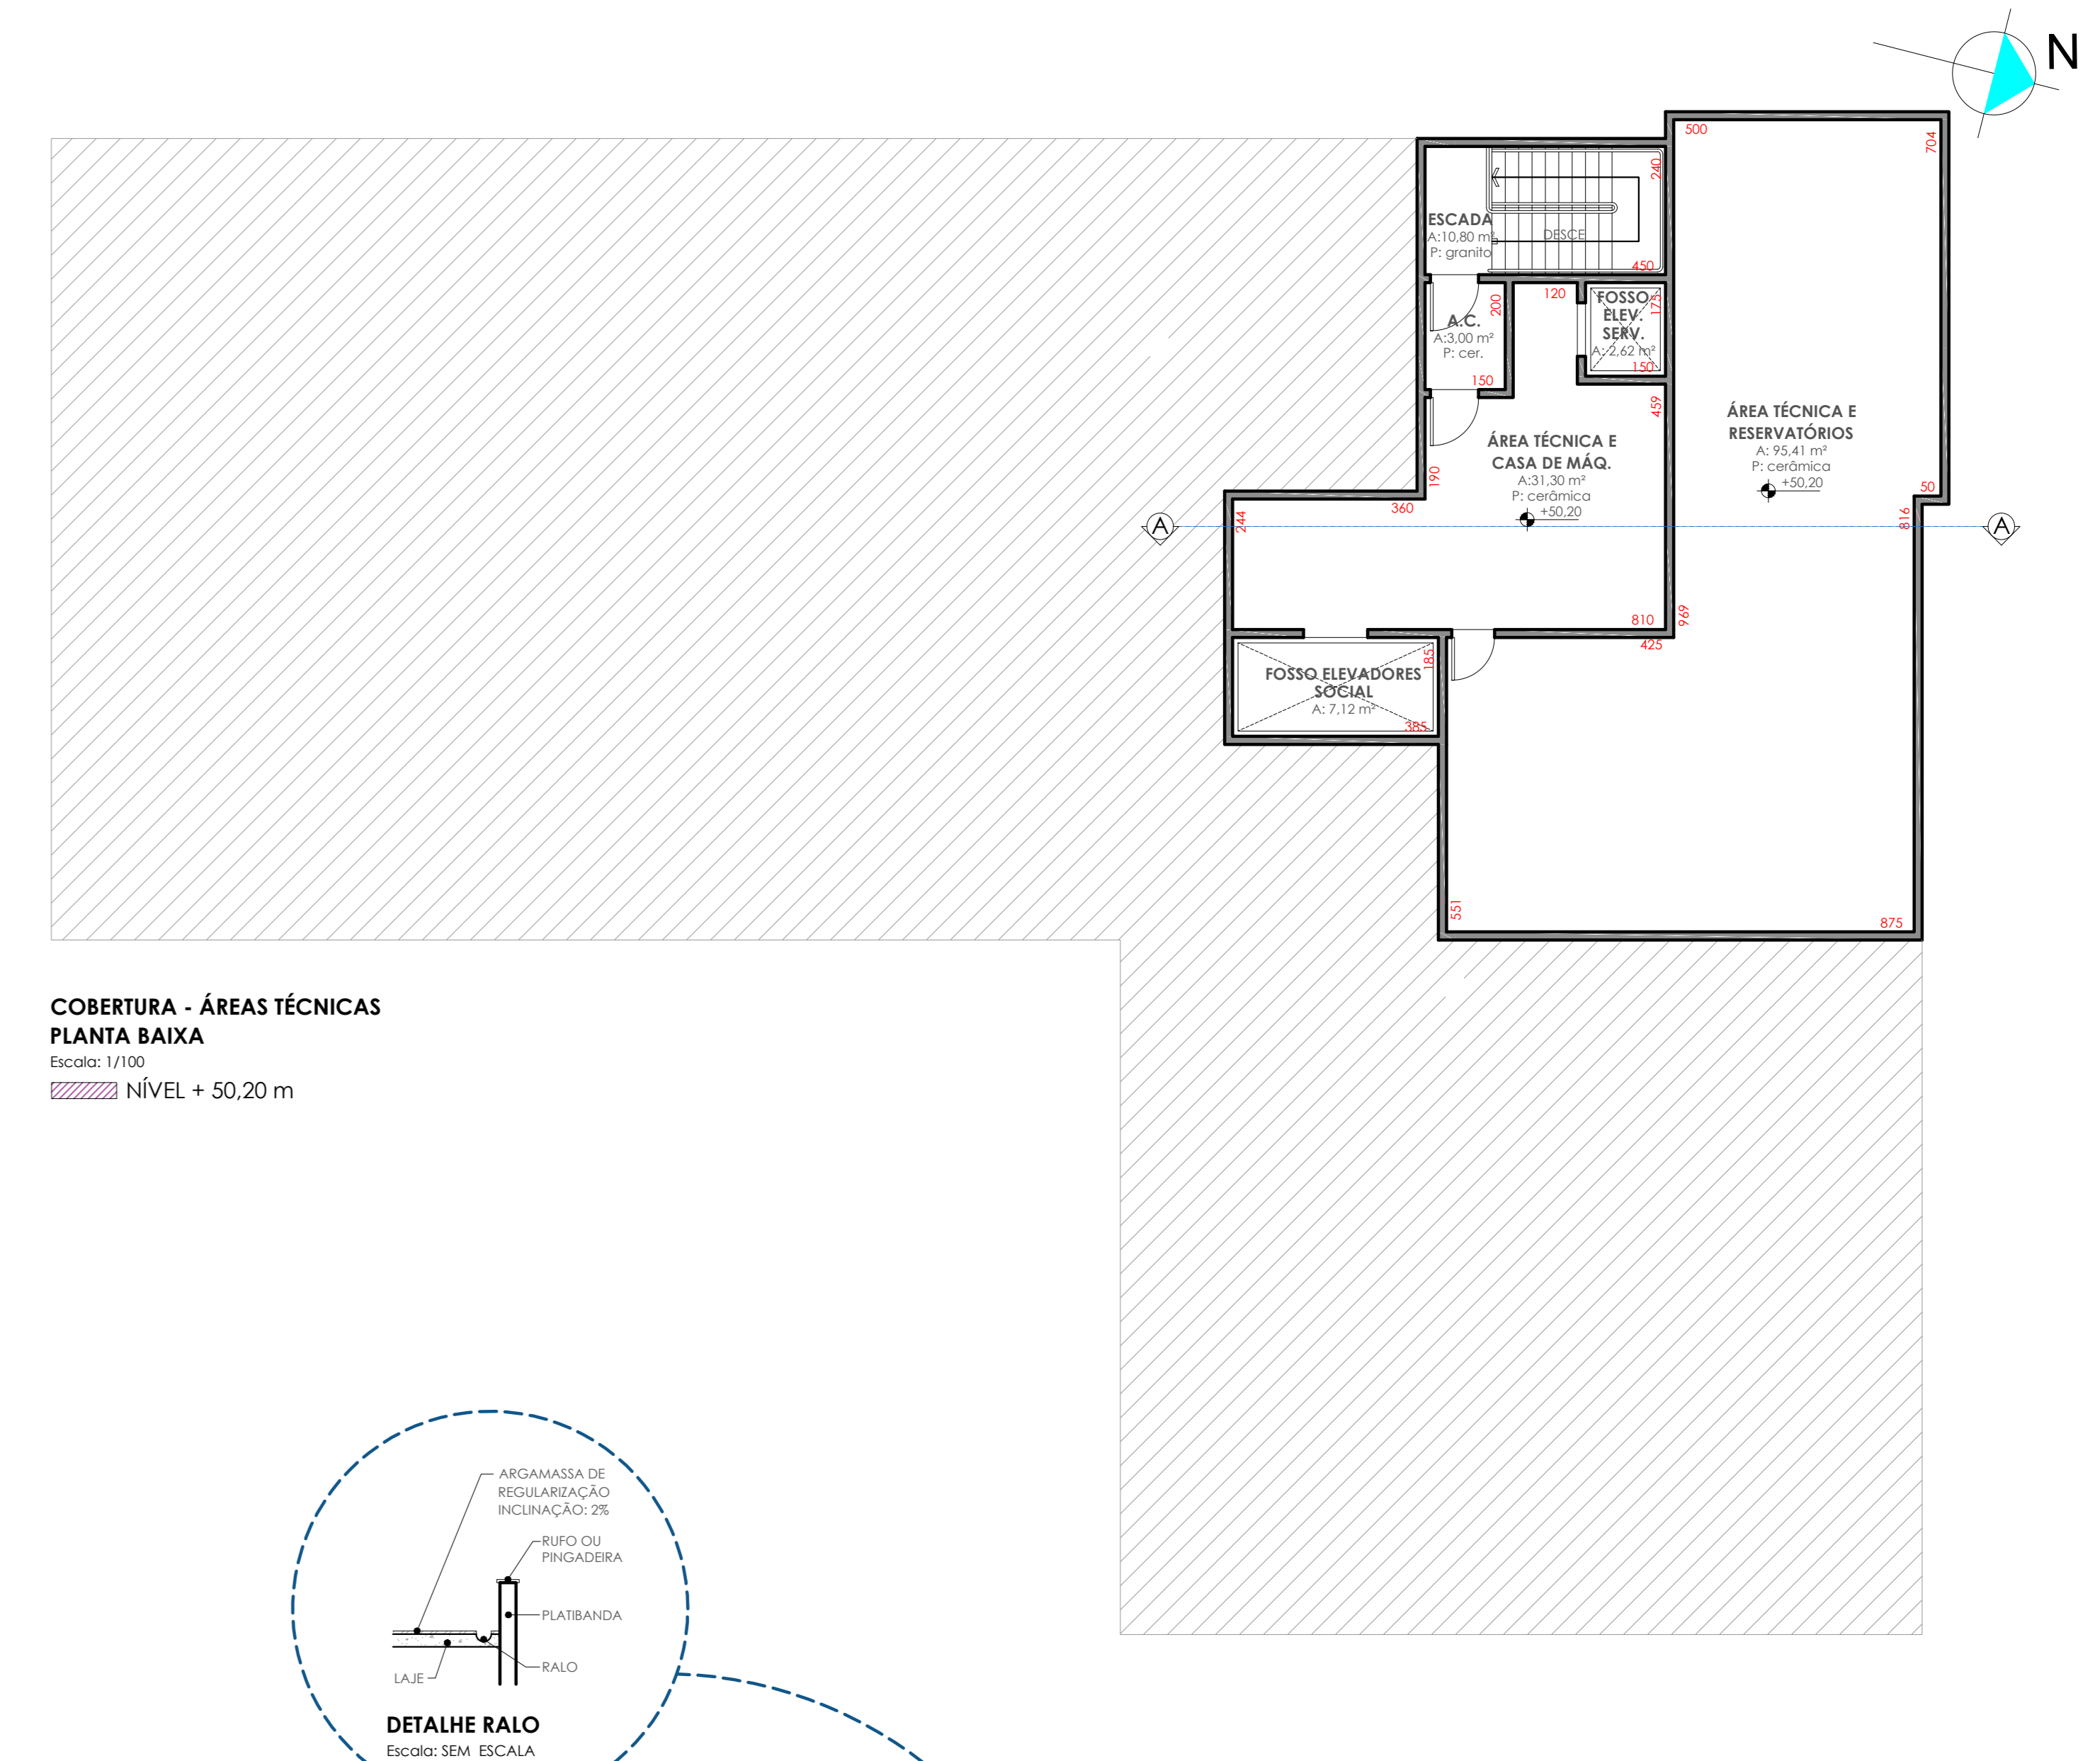 N
500
704
240
ESCADA
A:10,80 m²
P: granito
DESCE
450
120
200
175
FOSSO
ELEV.
SERV.
A: 2,62 m²
150
A.C.
A:3,00 m²
P: cer.
150
459
ÁREA TÉCNICA E
RESERVATÓRIOS
A: 95,41 m²
P: cerâmica
+50,20
ÁREA TÉCNICA E
CASA DE MÁQ.
A:31,30 m²
P: cerâmica
+50,20
190
50
360
244
816
A
A
810
969
425
185
FOSSO ELEVADORES
SOCIAL
A: 7,12 m²
385
551
875
COBERTURA - ÁREAS TÉCNICAS
PLANTA BAIXA
Escala: 1/100
NÍVEL + 50,20 m
ARGAMASSA DE
REGULARIZAÇÃO
INCLINAÇÃO: 2%
RUFO OU
PINGADEIRA
PLATIBANDA
RALO
LAJE
DETALHE RALO
Escala: SEM ESCALA